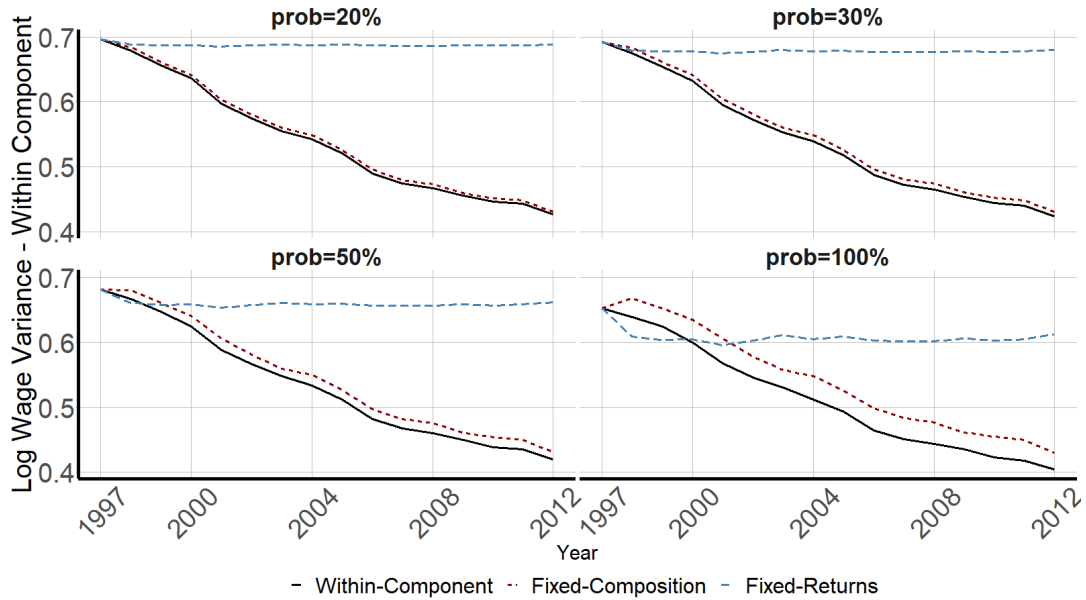 prob=20%
prob=30%
0.7
0.6
0.5
0.4
prob=50%
prob=100%
0.7
0.6
0.5
0.4
Log Wage Variance - Within Component
1997
2000
2004
2008
2012
1997
2000
2004
2008
2012
Year
Within-Component
Fixed-Composition
Fixed-Returns